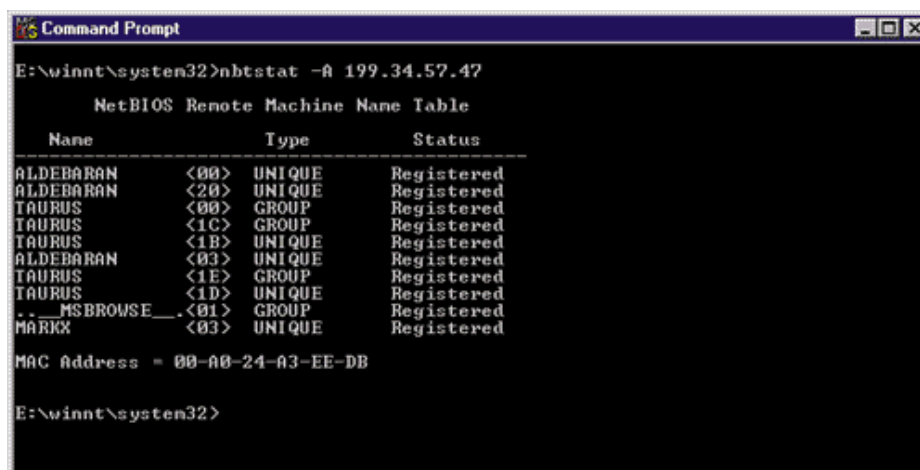 Command Prompt
E:\winnt\system32>nbtstat -A 199.34.57.47
NetBIOS Remote Machine Name Table
Name Type Status
---------------------------------------------
ALDEBARAN <00> UNIQUE Registered
ALDEBARAN <20> UNIQUE Registered
TAURUS <00> GROUP Registered
TAURUS <1C> GROUP Registered
TAURUS <1B> UNIQUE Registered
ALDEBARAN <03> UNIQUE Registered
TAURUS <1E> GROUP Registered
TAURUS <1D> UNIQUE Registered
..__MSBROWSE__.<01> GROUP Registered
MARKX <03> UNIQUE Registered
MAC Address = 00-A0-24-A3-EE-DB
E:\winnt\system32>